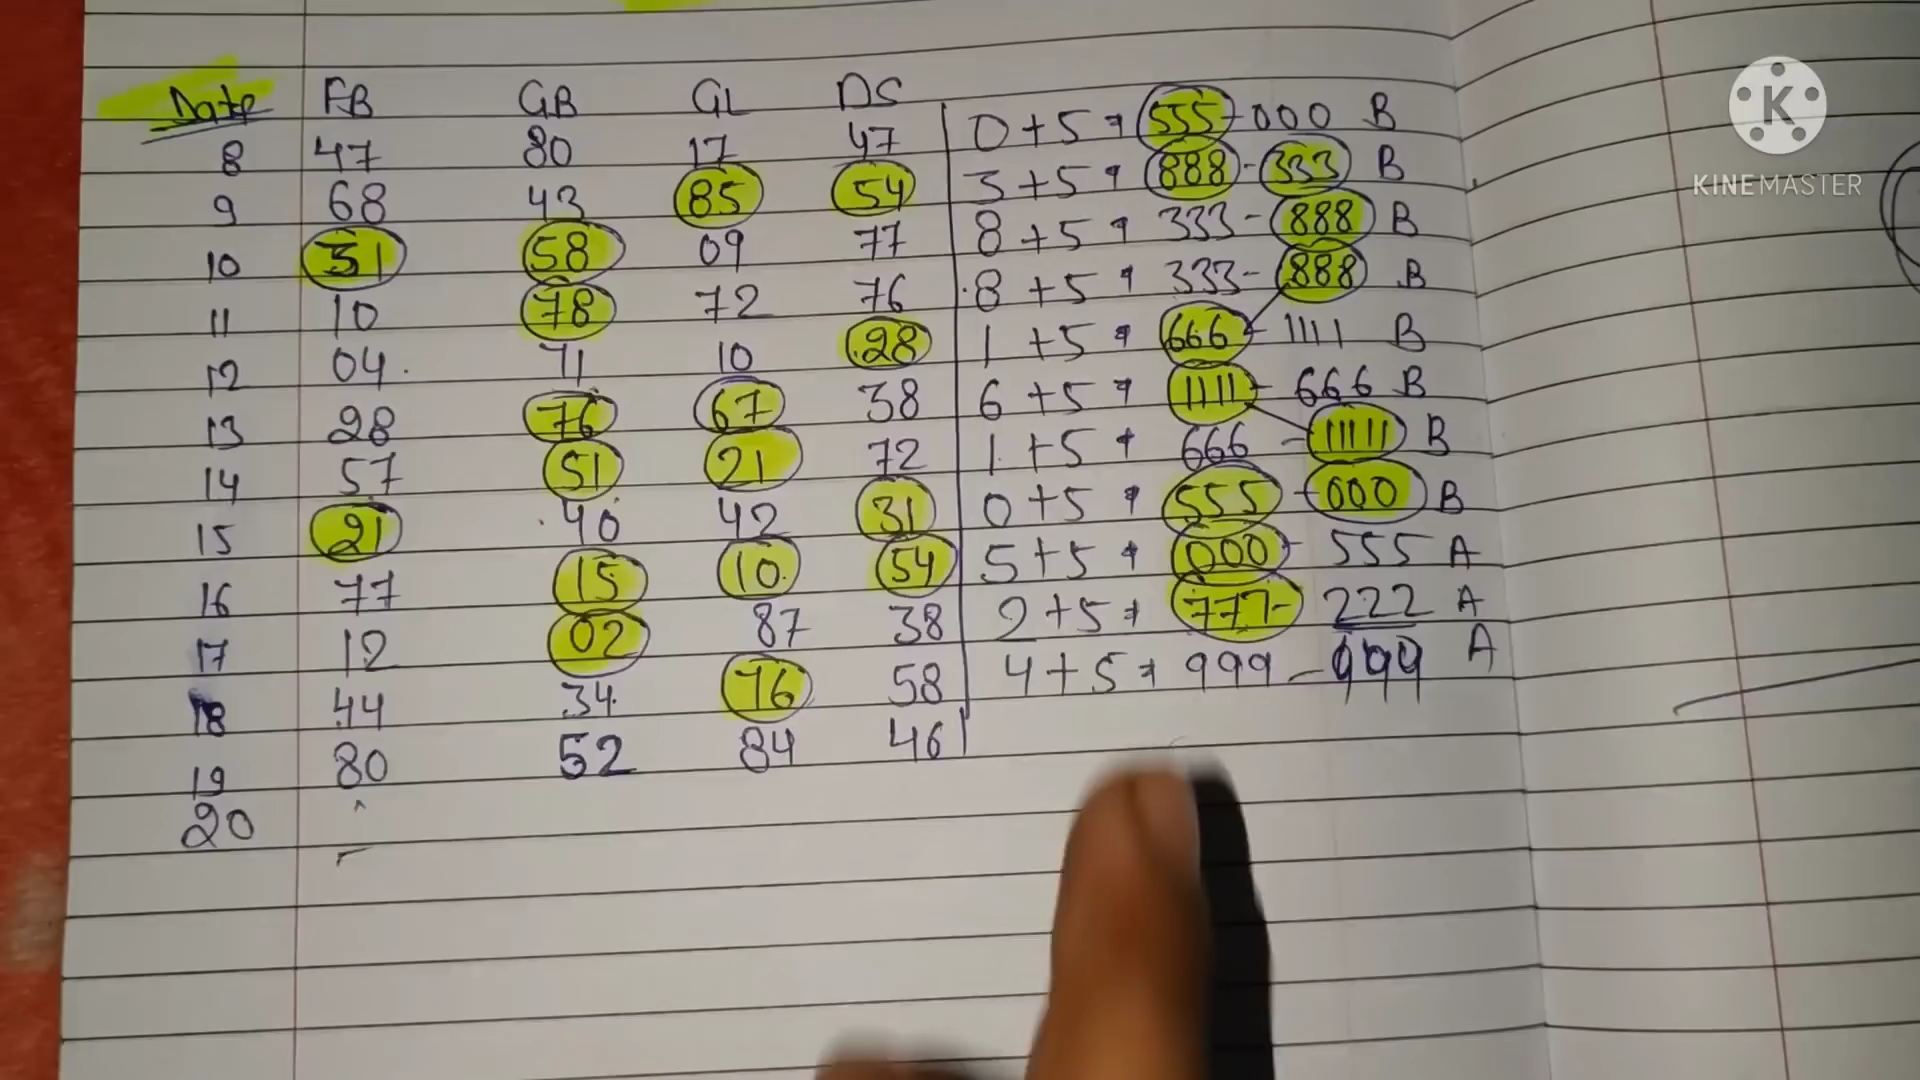 Date FB GB GL DS
8 47 80 17 47 0+5 555-000 B
9 68 43 85 54 3+5 888-333 B
10 31 58 09 77 8+5 333-888 B
11 10 78 72 76 8+5 333-888 B
12 04 71 10 28 1+5 666-1111 B
13 28 76 67 38 6+5 1111-666 B
14 57 51 21 72 1+5 666-11111 B
15 21 40 42 31 0+5 555-000 B
16 77 15 10 54 5+5 000-555 A
17 12 02 87 38 2+5 777-222 A
18 44 34 76 58 4+5 999- A
19 80 52 84 46
20
K
KINEMASTER